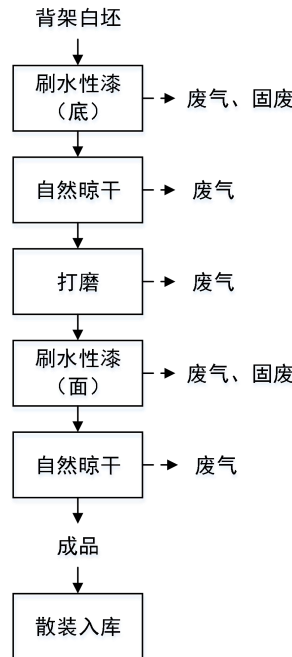 背架白坯
刷水性漆
（底）
废气、固废
自然晾干
废气
打磨
废气
刷水性漆
（面）
废气、固废
自然晾干
废气
成品
散装入库